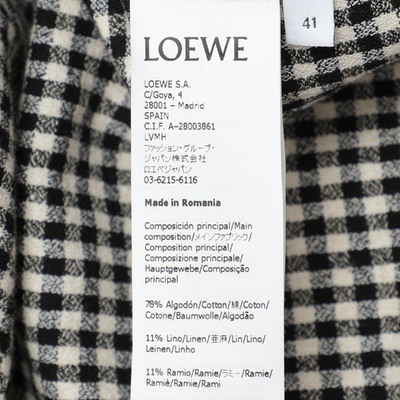 41
LOEWE
LOEWE S.A.
C/Goya, 4
28001 – Madrid
SPAIN
C.I.F. A–28003861
LVMH
ファッション・グループ・
ジャパン株式会社
ロエベジャパン
03-6215-6116
Made in Romania
Composición principal/Main
composition/メインファブリック/
Composition principal/
Composizione principale/
Hauptgewebe/Composição
principal
78% Algodón/Cotton/綿/Coton/
Cotone/Baumwolle/Algodão
11% Lino/Linen/亜麻/Lin/Lino/
Leinen/Linho
11% Ramio/Ramie/ラミー/Ramie/
Ramiè/Ramie/Rami